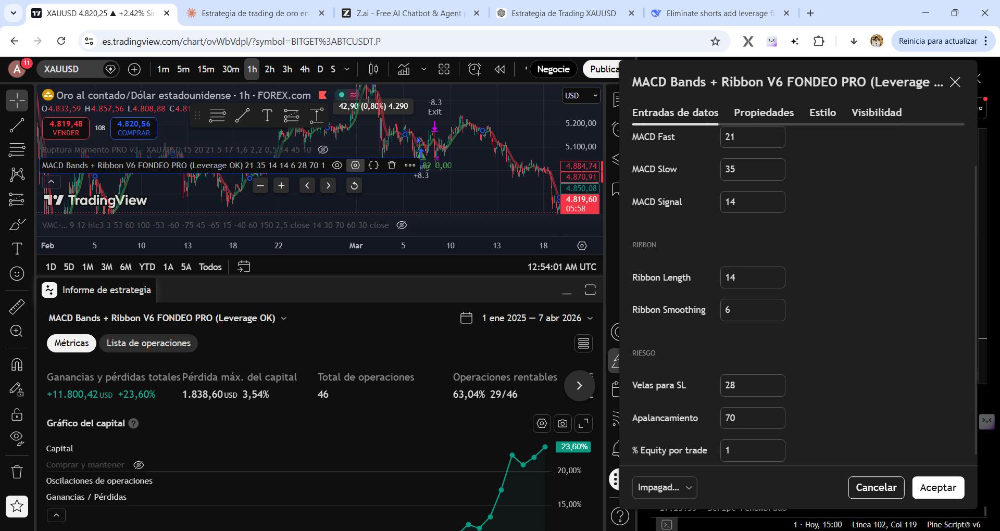 XAUUSD 4.820,25 ▲ +2.42% Sin
Estrategia de trading de oro en
Z.ai - Free AI Chatbot & Agent
Estrategia de Trading XAUUSD
Eliminate shorts add leverage fi
es.tradingview.com/chart/ovWbVdpl/?symbol=BITGET%3ABTCUSDT.P
Reinicia para actualizar
A 11
XAUUSD
1m 5m 15m 30m 1h 2h 3h 4h D S
Negocie
Publica
Oro al contado/Dólar estadounidense · 1h · FOREX.com
USD
O4.833,59 H4.857,56 L4.808,88 C4.81
42,90 (0,80%) 4.290
-8.3
Exit
4.819,48
VENDER
108
4.820,56
COMPRAR
5.200,00
5.100,00
Ruptura Momento PRO v3 - XAU/USD 15 20 21 5 17 1,6 2,2 0,5 14 45 10
MACD Bands + Ribbon V6 FONDEO PRO (Leverage OK) 21 35 14 14 6 28 70 1
82 0,00
+8.3
4.884,74
4.870,91
4.850,08
4.819,60
05:58
TradingView
VMC-... 9 12 hlc3 3 53 60 100 -53 -60 -75 45 -65 15 -40 60 150 2,5 close 14 30 70 60 30 close
Feb 5 10 13 18 22 Mar 5 10 13 18
1D 5D 1M 3M 6M YTD 1A 5A Todos
12:54:01 AM UTC
Informe de estrategia
MACD Bands + Ribbon V6 FONDEO PRO (Leverage OK)
1 ene 2025 — 7 abr 2026
Métricas
Lista de operaciones
Ganancias y pérdidas totales
+11.800,42 USD +23,60%
Pérdida máx. del capital
1.838,60 USD 3,54%
Total de operaciones
46
Operaciones rentables
63,04% 29/46
Gráfico del capital
Capital
Comprar y mantener
Oscilaciones de operaciones
Ganancias / Pérdidas
23,60%
20,00%
15,00%
MACD Bands + Ribbon V6 FONDEO PRO (Leverage ...
Entradas de datos
Propiedades
Estilo
Visibilidad
MACD Fast 21
MACD Slow 35
MACD Signal 14
RIBBON
Ribbon Length 14
Ribbon Smoothing 6
RIESGO
Velas para SL 28
Apalancamiento 70
% Equity por trade 1
Impagad...
Cancelar
Aceptar
1 · Hoy, 15:00
Línea 102, Col 119
Pine Script® v6